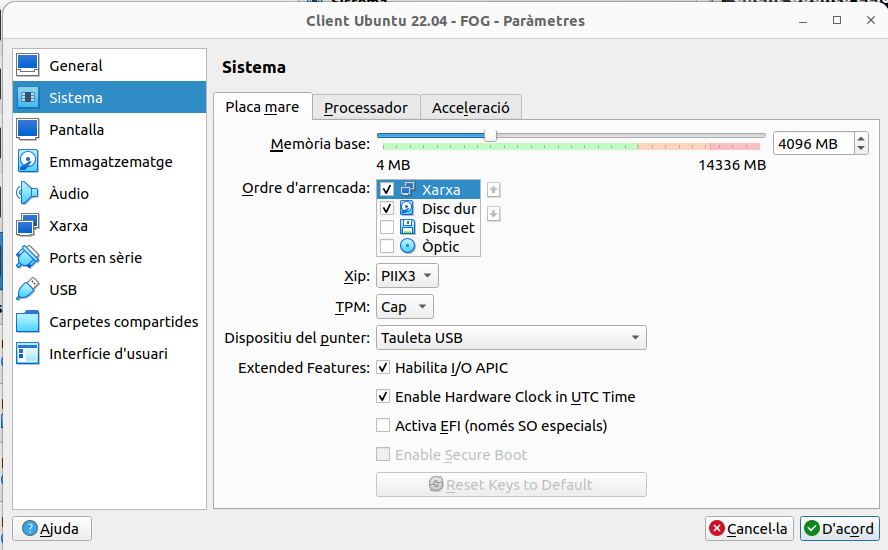 Client Ubuntu 22.04 - FOG - Paràmetres
General
Sistema
Pantalla
Emmagatzematge
Àudio
Xarxa
Ports en sèrie
USB
Carpetes compartides
Interfície d'usuari
Sistema
Placa mare
Processador
Acceleració
Memòria base:
4096 MB
4 MB
14336 MB
Ordre d'arrencada:
Xarxa
Disc dur
Disquet
Òptic
Xip:
PIIX3
TPM:
Cap
Dispositiu del punter:
Tauleta USB
Extended Features:
Habilita I/O APIC
Enable Hardware Clock in UTC Time
Activa EFI (només SO especials)
Enable Secure Boot
Reset Keys to Default
Ajuda
Cancel·la
D'acord